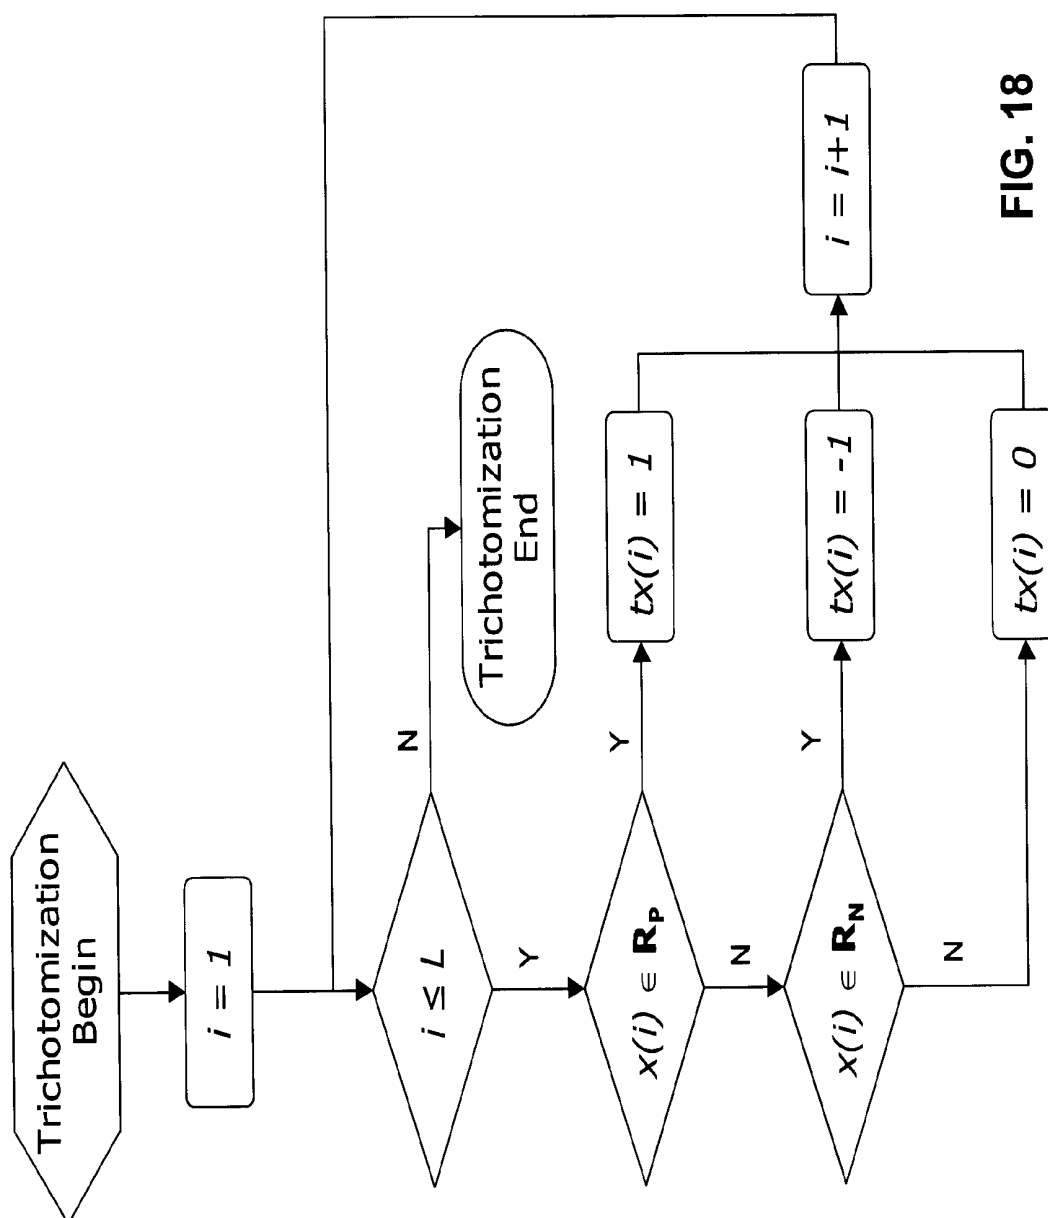 Trichotomization
Begin
i = 1
i ≤ L
N
Trichotomization
End
Y
x(i) ∈ R_P
Y
tx(i) = 1
N
x(i) ∈ R_N
Y
tx(i) = -1
N
tx(i) = 0
i = i+1
FIG. 18